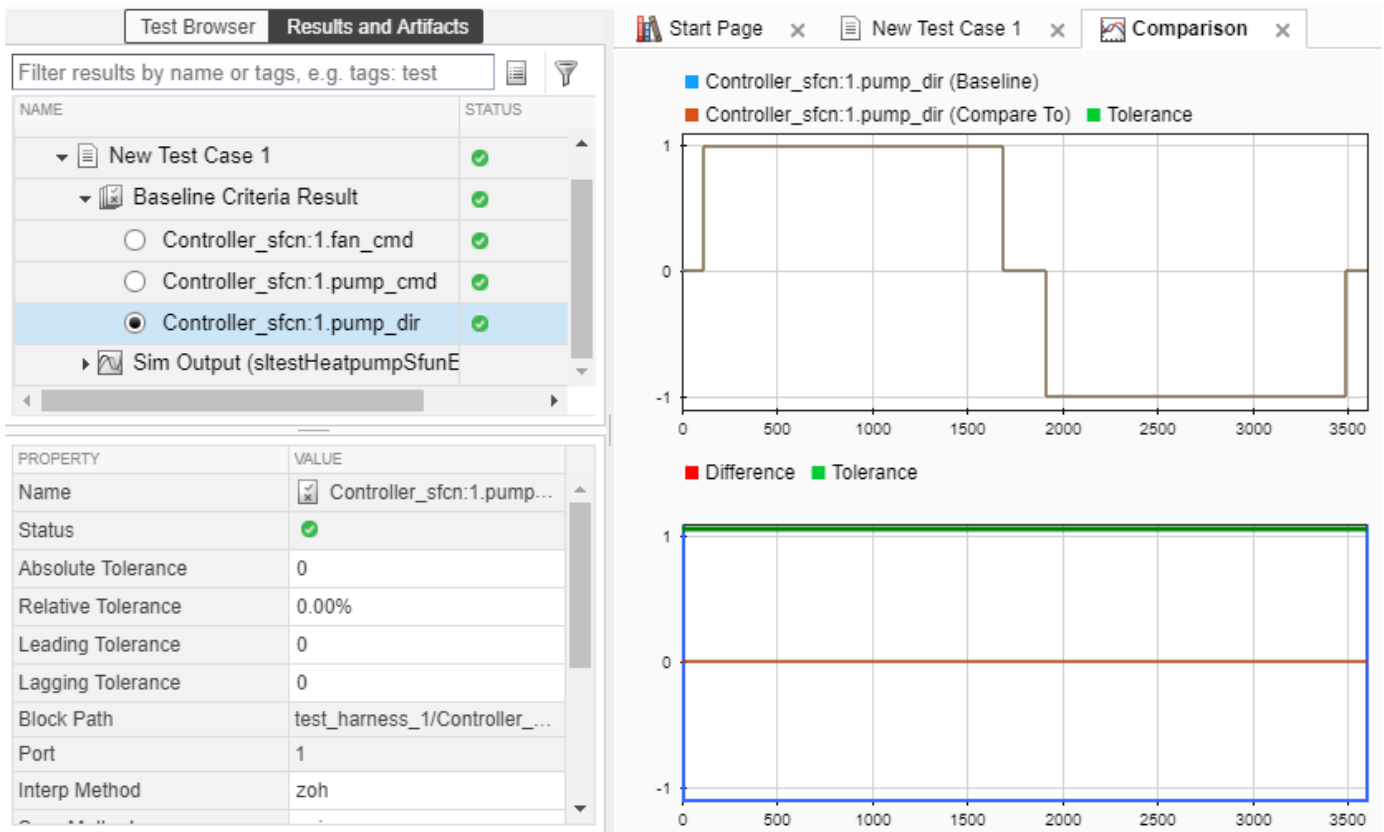 Test Browser
Results and Artifacts
Filter results by name or tags, e.g. tags: test
NAME
STATUS
New Test Case 1
Baseline Criteria Result
Controller_sfcn:1.fan_cmd
Controller_sfcn:1.pump_cmd
Controller_sfcn:1.pump_dir
Sim Output (sltestHeatpumpSfunE
PROPERTY
VALUE
Name
Controller_sfcn:1.pump...
Status
Absolute Tolerance
0
Relative Tolerance
0.00%
Leading Tolerance
0
Lagging Tolerance
0
Block Path
test_harness_1/Controller_...
Port
1
Interp Method
zoh
Start Page
New Test Case 1
Comparison
Controller_sfcn:1.pump_dir (Baseline)
Controller_sfcn:1.pump_dir (Compare To)
Tolerance
1
0
-1
0 500 1000 1500 2000 2500 3000 3500
Difference
Tolerance
1
0
-1
0 500 1000 1500 2000 2500 3000 3500